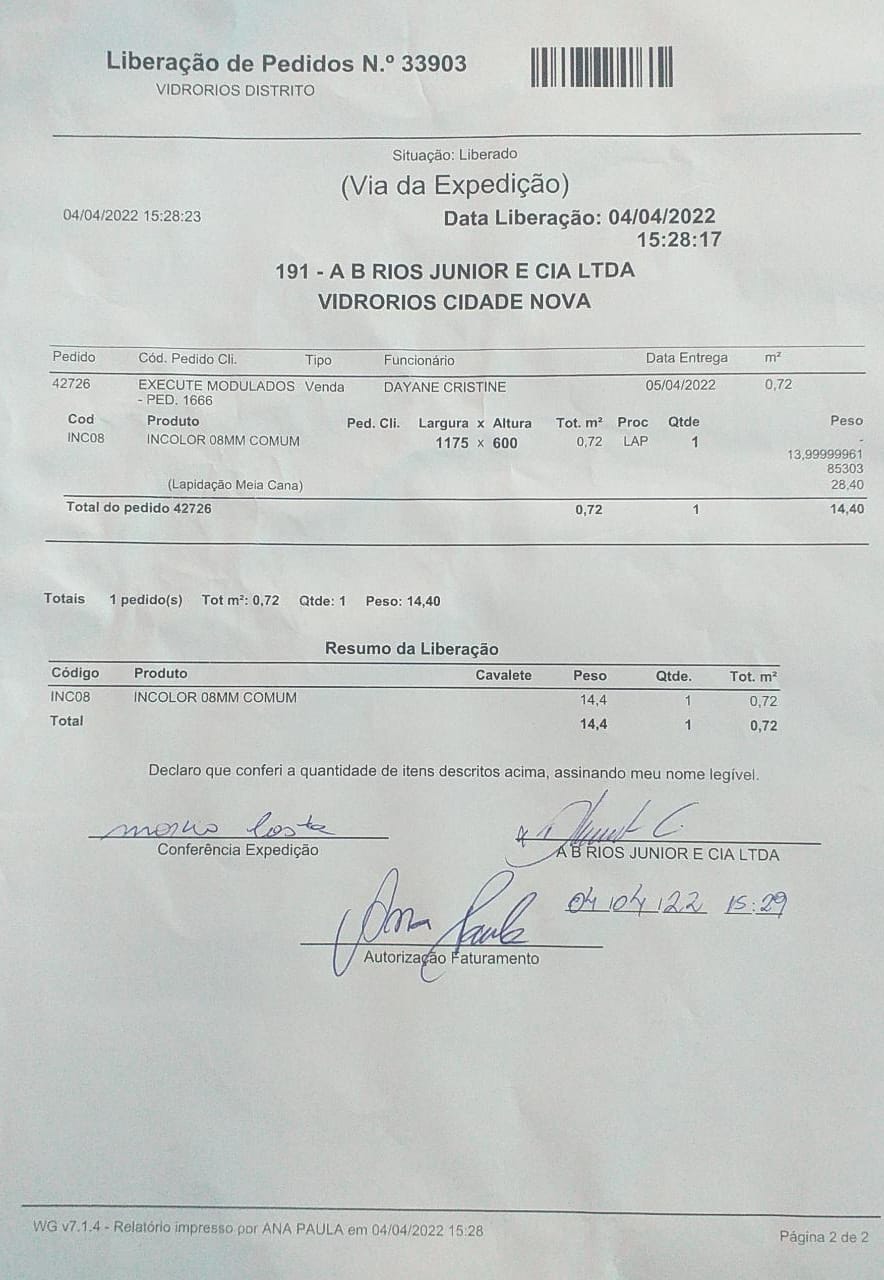 Liberação de Pedidos N.º 33903
VIDRORIOS DISTRITO
Situação: Liberado
(Via da Expedição)
04/04/2022 15:28:23 Data Liberação: 04/04/2022
15:28:17
191 - A B RIOS JUNIOR E CIA LTDA
VIDRORIOS CIDADE NOVA
Pedido Cód. Pedido Cli. Tipo Funcionário Data Entrega m²
42726 EXECUTE MODULADOS Venda DAYANE CRISTINE 05/04/2022 0,72
- PED. 1666
Cod Produto Ped. Cli. Largura x Altura Tot. m² Proc Qtde Peso
INC08 INCOLOR 08MM COMUM 1175 x 600 0,72 LAP 1 -
13,99999961
85303
(Lapidação Meia Cana) 28,40
Total do pedido 42726 0,72 1 14,40
Totais 1 pedido(s) Tot m²: 0,72 Qtde: 1 Peso: 14,40
Resumo da Liberação
Código Produto Cavalete Peso Qtde. Tot. m²
INC08 INCOLOR 08MM COMUM 14,4 1 0,72
Total 14,4 1 0,72
Declaro que conferi a quantidade de itens descritos acima, assinando meu nome legível.
Costa
Conferência Expedição A B RIOS JUNIOR E CIA LTDA
04/04/22 15:29
Ana Paula
Autorização Faturamento
WG v7.1.4 - Relatório impresso por ANA PAULA em 04/04/2022 15:28 Página 2 de 2